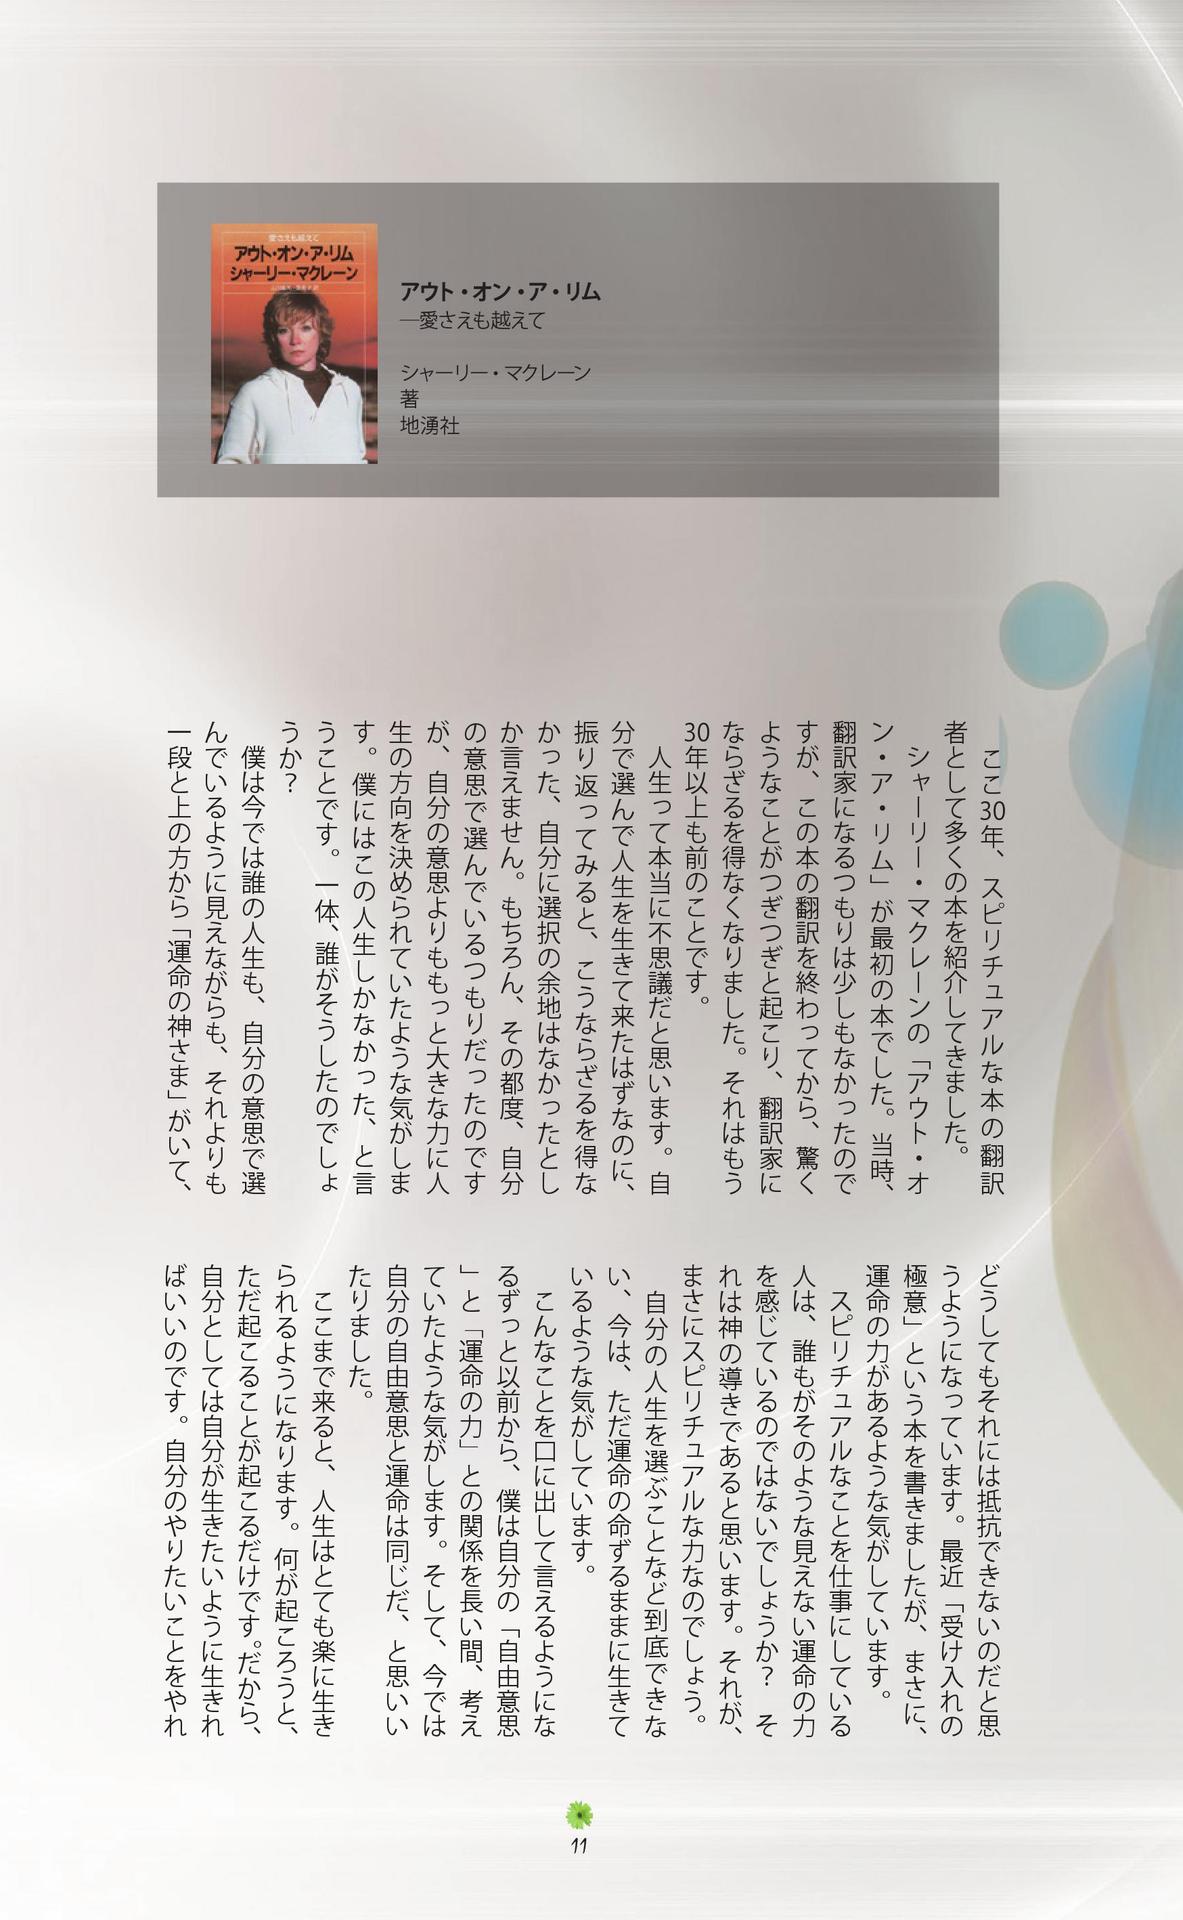 愛さえも越えて
アウト・オン・ア・リム
シャーリー・マクレーン
アウト・オン・ア・リム
―愛さえも越えて
シャーリー・マクレーン
著
地湧社
ここ30年、スピリチュアルな本の翻訳
者として多くの本を紹介してきました。
シャーリー・マクレーンの「アウト・オ
ン・ア・リム」が最初の本でした。当時、
翻訳家になるつもりは少しもなかったので
すが、この本の翻訳を終わってから、驚く
ようなことがつぎつぎと起こり、翻訳家に
ならざるを得なくなりました。それはもう
30年以上も前のことです。
人生って本当に不思議だと思います。自
分で選んで人生を生きて来たはずなのに、
振り返ってみると、こうならざるを得な
かった、自分に選択の余地はなかったとし
か言えません。もちろん、その都度、自分
の意思で選んでいるつもりだったのです
が、自分の意思よりももっと大きな力に人
生の方向を決められていたような気がしま
す。僕にはこの人生しかなかった、と言
うことです。一体、誰がそうしたのでしょ
うか?
僕は今では誰の人生も、自分の意思で選
んでいるように見えながらも、それよりも
一段と上の方から「運命の神さま」がいて、
どうしてもそれには抵抗できないのだと思
うようになっています。最近「受け入れの
極意」という本を書きましたが、まさに、
運命の力があるような気がしています。
スピリチュアルなことを仕事にしている
人は、誰もがそのような見えない運命の力
を感じているのではないでしょうか? そ
れは神の導きであると思います。それが、
まさにスピリチュアルな力なのでしょう。
自分の人生を選ぶことなど到底できな
い、今は、ただ運命の命ずるままに生きて
いるような気がしています。
こんなことを口に出して言えるようにな
るずっと以前から、僕は自分の「自由意思
」と「運命の力」との関係を長い間、考え
ていたような気がします。そして、今では
自分の自由意思と運命は同じだ、と思いい
たりました。
ここまで来ると、人生はとても楽に生き
られるようになります。何が起ころうと、
ただ起こることが起こるだけです。だから、
自分としては自分が生きたいように生きれ
ばいいのです。自分のやりたいことをやれ
11